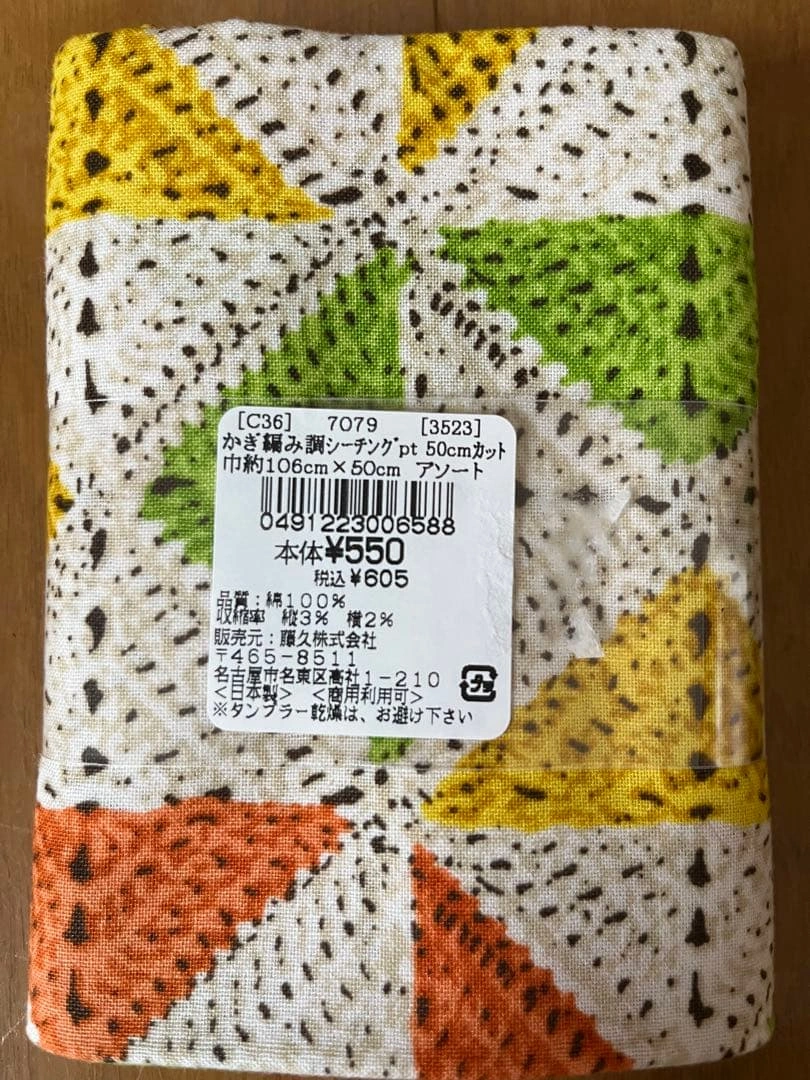 [C36] 7079 [3523]
かぎ編み調シーチングpt 50cmカット
巾約106cm×50cm アソート
0491223006588
本体¥550
税込¥605
品質：綿100%
収縮率 縦3% 横2%
販売元：藤久株式会社
〒465-8511
名古屋市名東区高社1-210
<日本製> <商用利用可>
※タンブラー乾燥は、お避け下さい
プラ